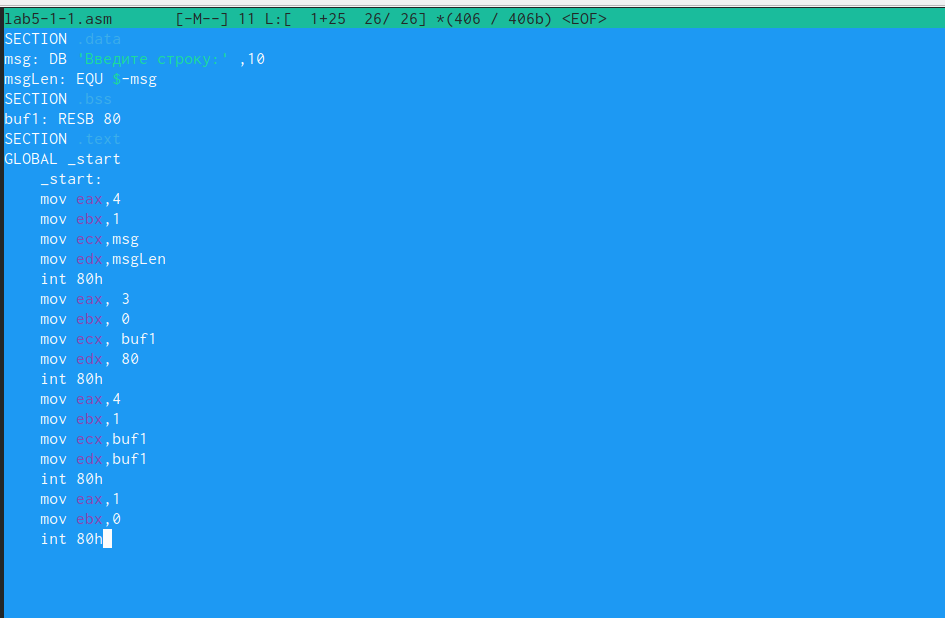 lab5-1-1.asm [-M--] 11 L:[ 1+25 26/ 26] *(406 / 406b) <EOF>
SECTION .data
msg: DB 'Введите строку:' ,10
msgLen: EQU $-msg
SECTION .bss
buf1: RESB 80
SECTION .text
GLOBAL _start
_start:
mov eax,4
mov ebx,1
mov ecx,msg
mov edx,msgLen
int 80h
mov eax, 3
mov ebx, 0
mov ecx, buf1
mov edx, 80
int 80h
mov eax,4
mov ebx,1
mov ecx,buf1
mov edx,buf1
int 80h
mov eax,1
mov ebx,0
int 80h